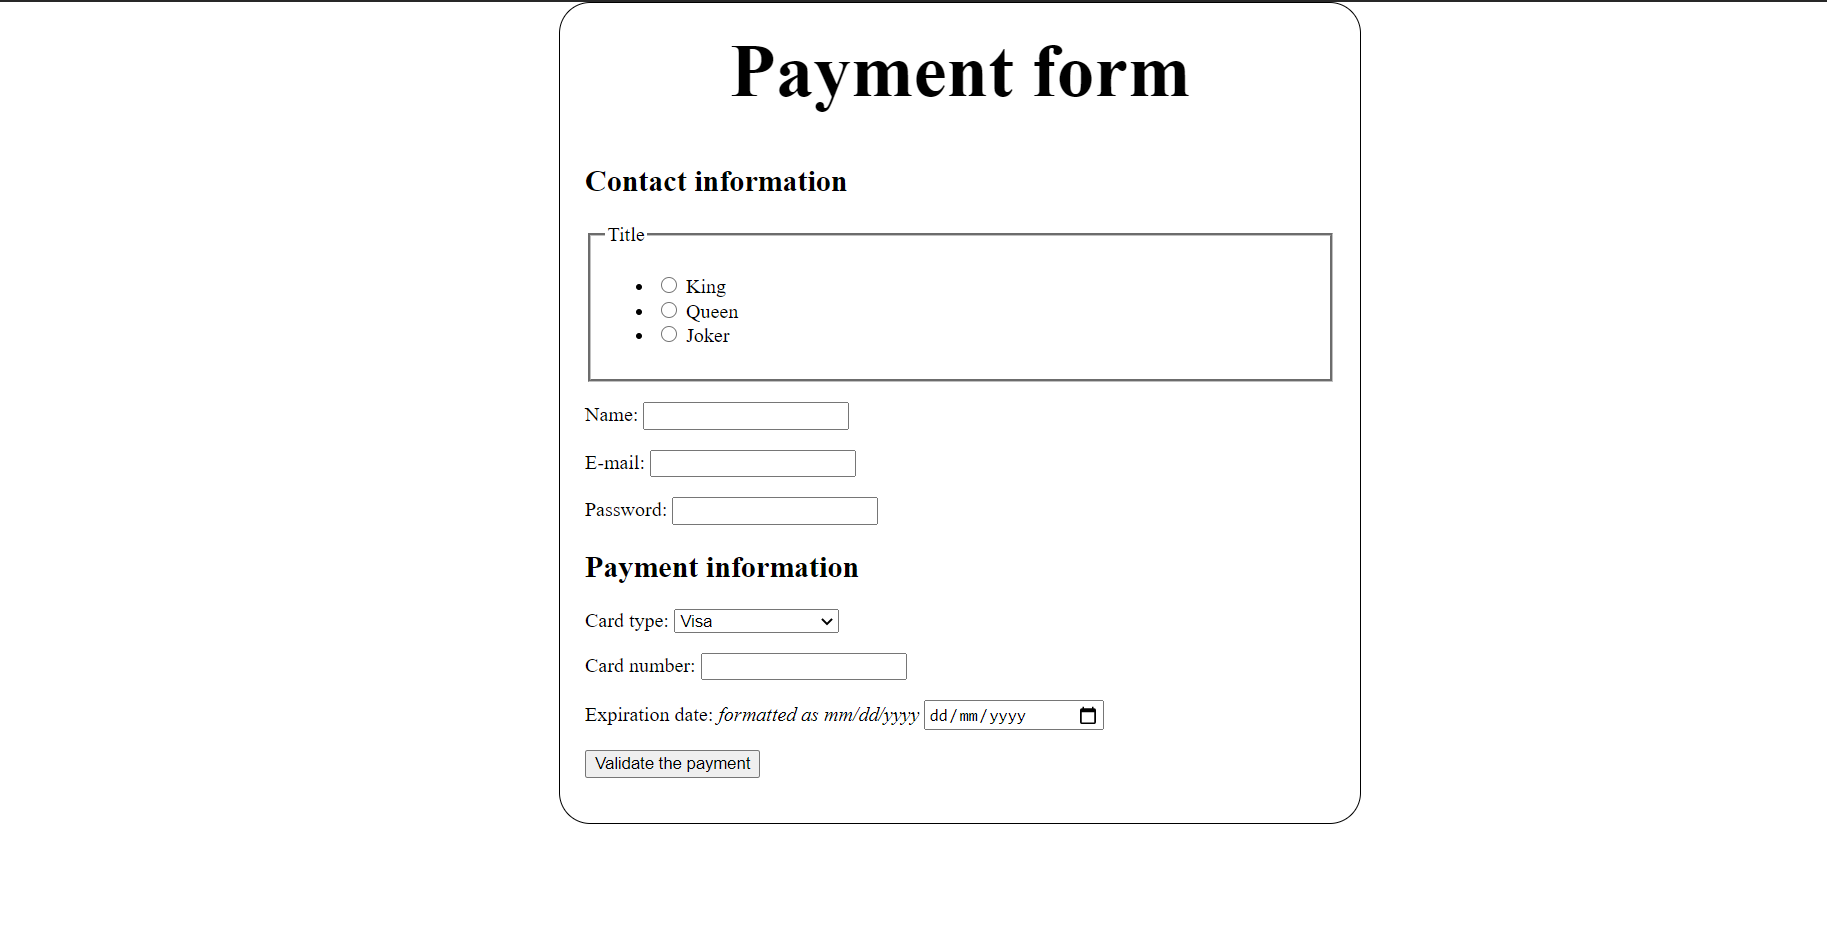 Payment form
Contact information
Title
King
Queen
Joker
Name:
E-mail:
Password:
Payment information
Card type: Visa
Card number:
Expiration date: formatted as mm/dd/yyyy dd/mm/yyyy
Validate the payment